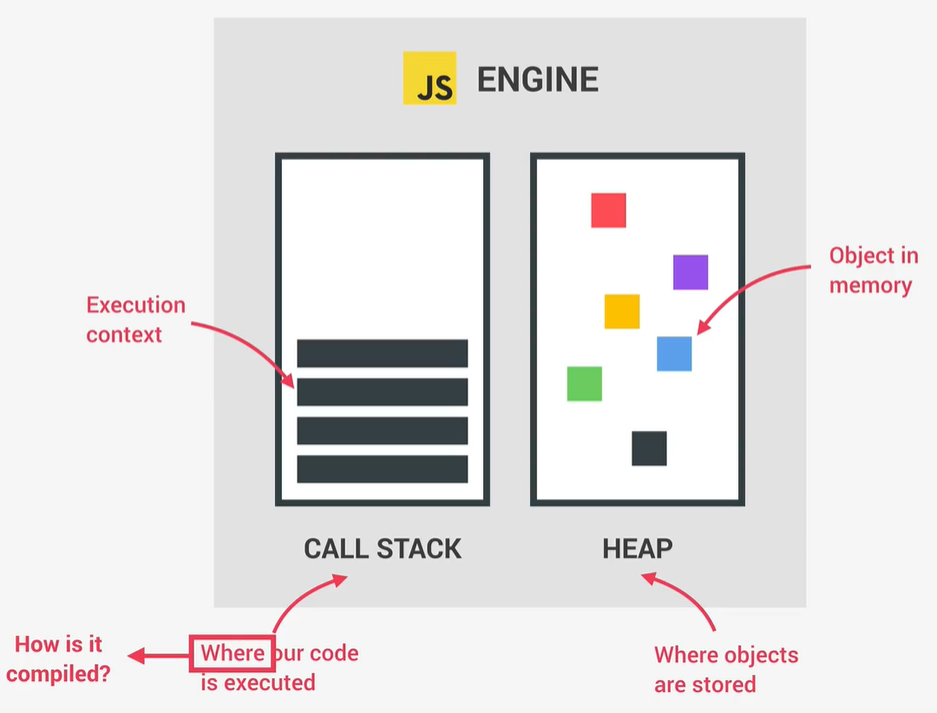 JS ENGINE
Execution
context
Object in
memory
CALL STACK
HEAP
How is it
compiled?
Where our code
is executed
Where objects
are stored